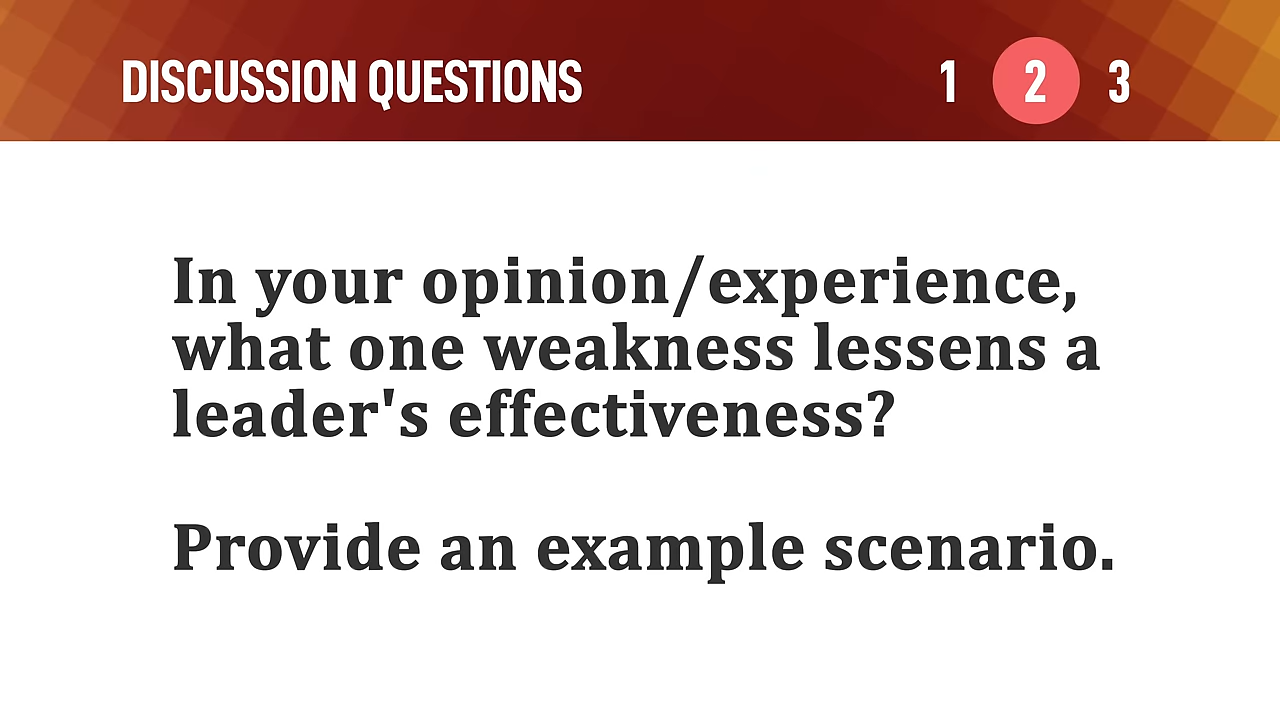 DISCUSSION QUESTIONS 1 2 3
In your opinion/experience,
what one weakness lessens a
leader's effectiveness?
Provide an example scenario.